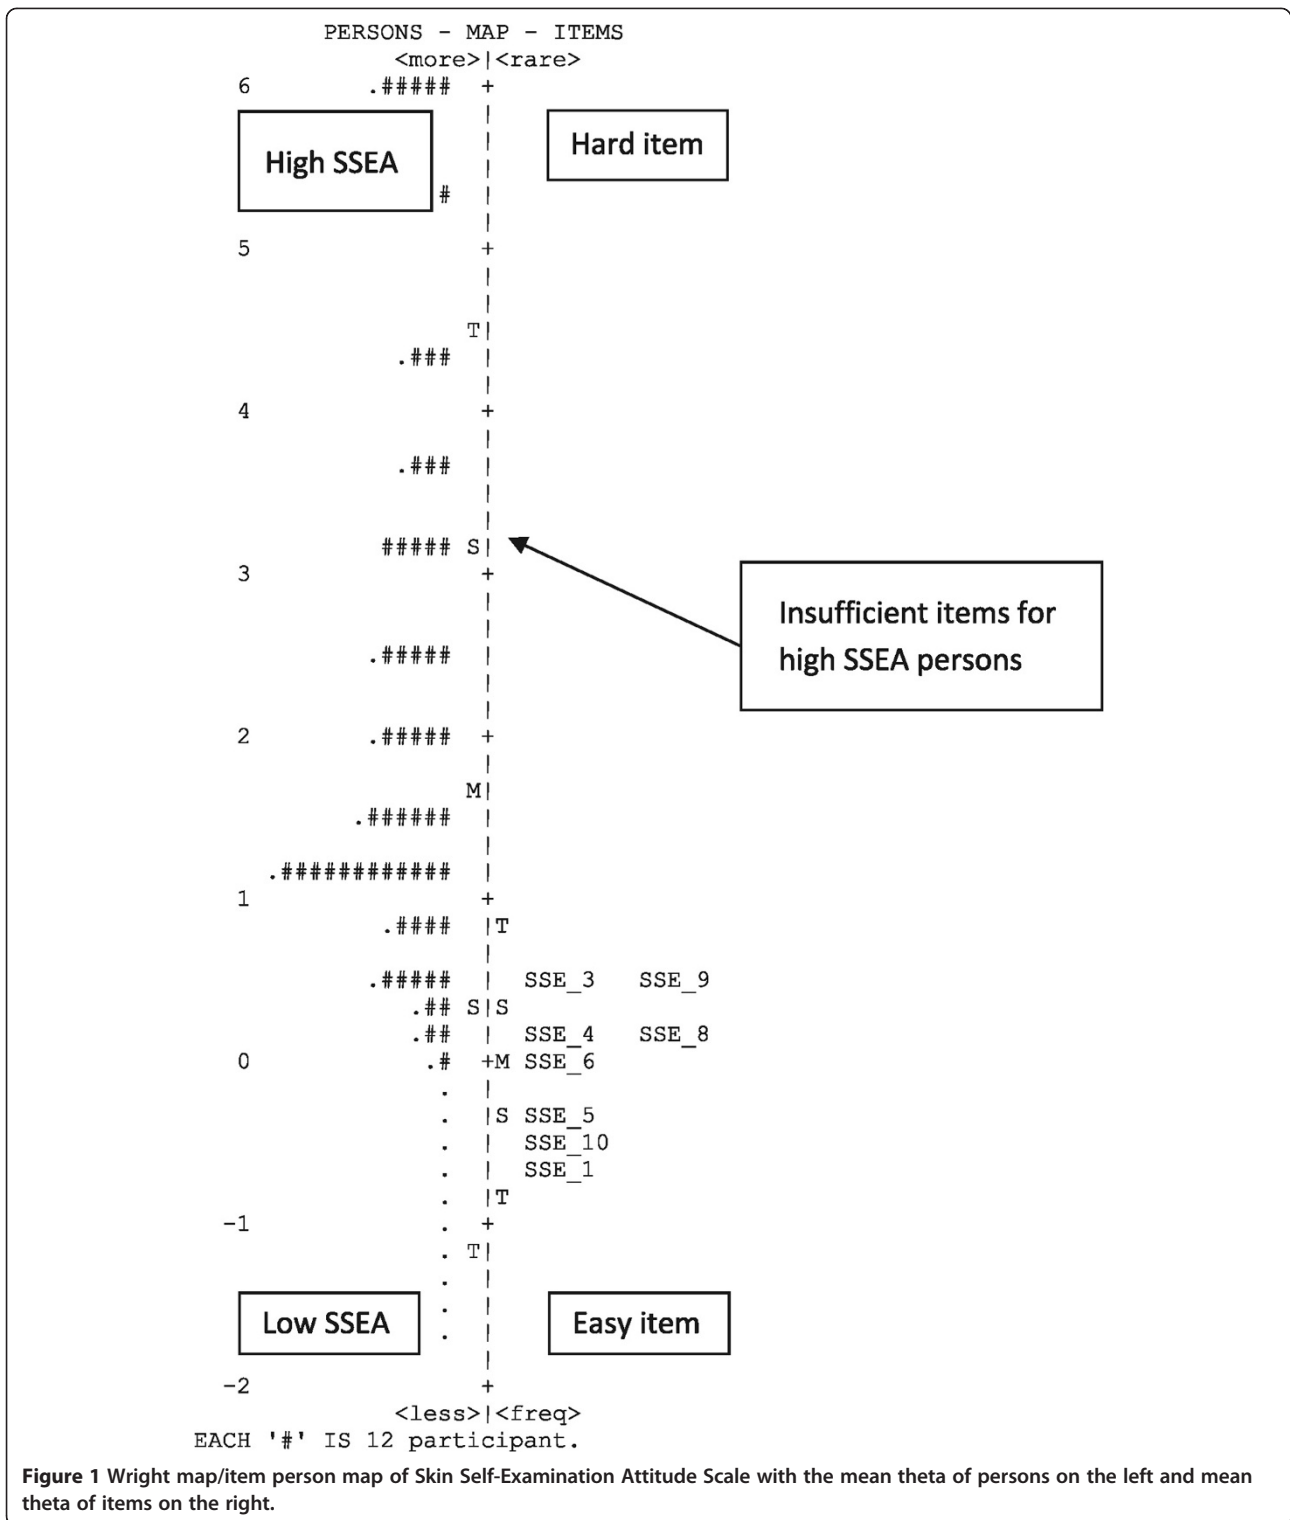 PERSONS - MAP - ITEMS
<more>|<rare>
6 .##### +
|
High SSEA | Hard item
|
|
# |
|
5 +
|
|
T|
.### |
|
4 +
|
.### |
|
|
##### S|
3 +
|
Insufficient items for
high SSEA persons
|
.##### |
|
|
2 .##### +
|
M|
.###### |
|
.############ |
1 +
.#### |T
|
.##### | SSE_3 SSE_9
.## S|S
.## | SSE_4 SSE_8
0 .# +M SSE_6
. |
. |S SSE_5
. | SSE_10
. | SSE_1
. |T
-1 . +
. T|
. |
Low SSEA . | Easy item
. |
|
-2 +
<less>|<freq>
EACH '#' IS 12 participant.
Figure 1 Wright map/item person map of Skin Self-Examination Attitude Scale with the mean theta of persons on the left and mean
theta of items on the right.